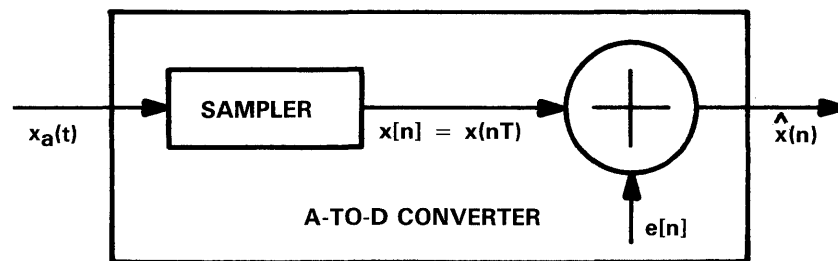 SAMPLER
x_a(t)
x[n] = x(nT)
x̂(n)
A-TO-D CONVERTER
e[n]